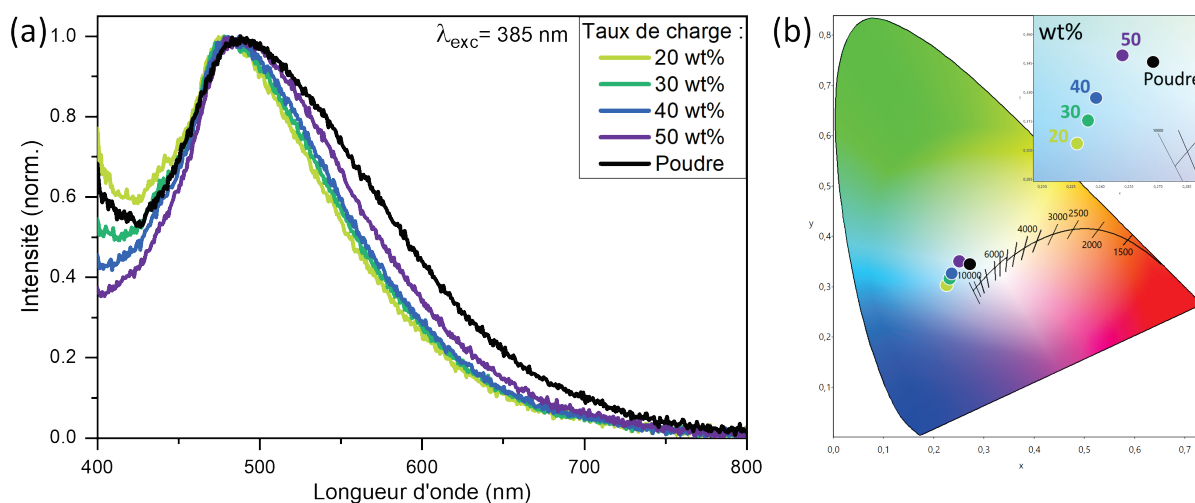 (a)
λexc= 385 nm
Taux de charge :
20 wt%
30 wt%
40 wt%
50 wt%
Poudre
Intensité (norm.)
1.0
0.8
0.6
0.4
0.2
0.0
400
500
600
700
800
Longueur d'onde (nm)
(b)
wt%
50
Poudre
40
30
20
0,8
0,7
0,6
0,5
y
0,4
0,3
0,2
0,1
10000
6000
4000
3000
2500
2000
1500
0,1
0,2
0,3
0,4
0,5
0,6
0,7
x